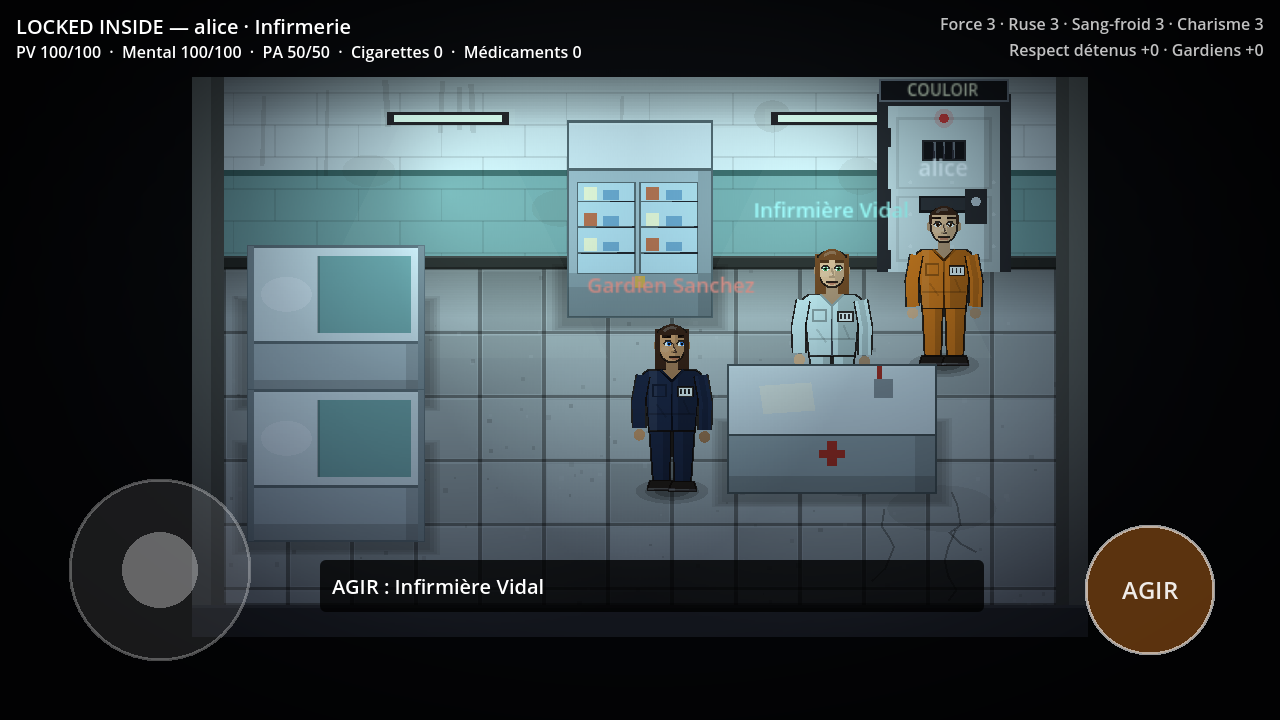 LOCKED INSIDE — alice · Infirmerie
PV 100/100 · Mental 100/100 · PA 50/50 · Cigarettes 0 · Médicaments 0
Force 3 · Ruse 3 · Sang-froid 3 · Charisme 3
Respect détenus +0 · Gardiens +0
COULOIR
alice
Infirmière Vidal
Gardien Sanchez
AGIR : Infirmière Vidal
AGIR